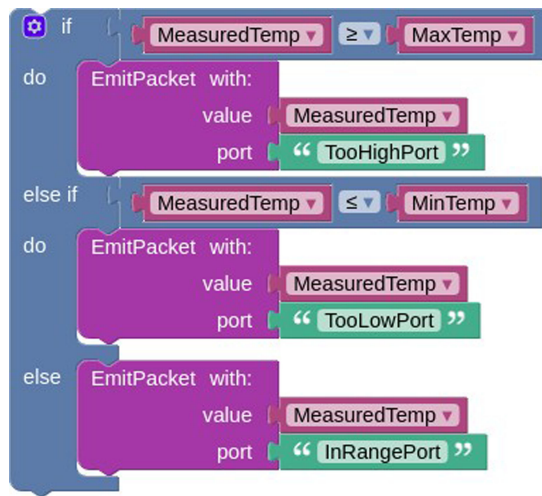 if MeasuredTemp ≥ MaxTemp
do EmitPacket with:
value MeasuredTemp
port “ TooHighPort ”
else if MeasuredTemp ≤ MinTemp
do EmitPacket with:
value MeasuredTemp
port “ TooLowPort ”
else EmitPacket with:
value MeasuredTemp
port “ InRangePort ”